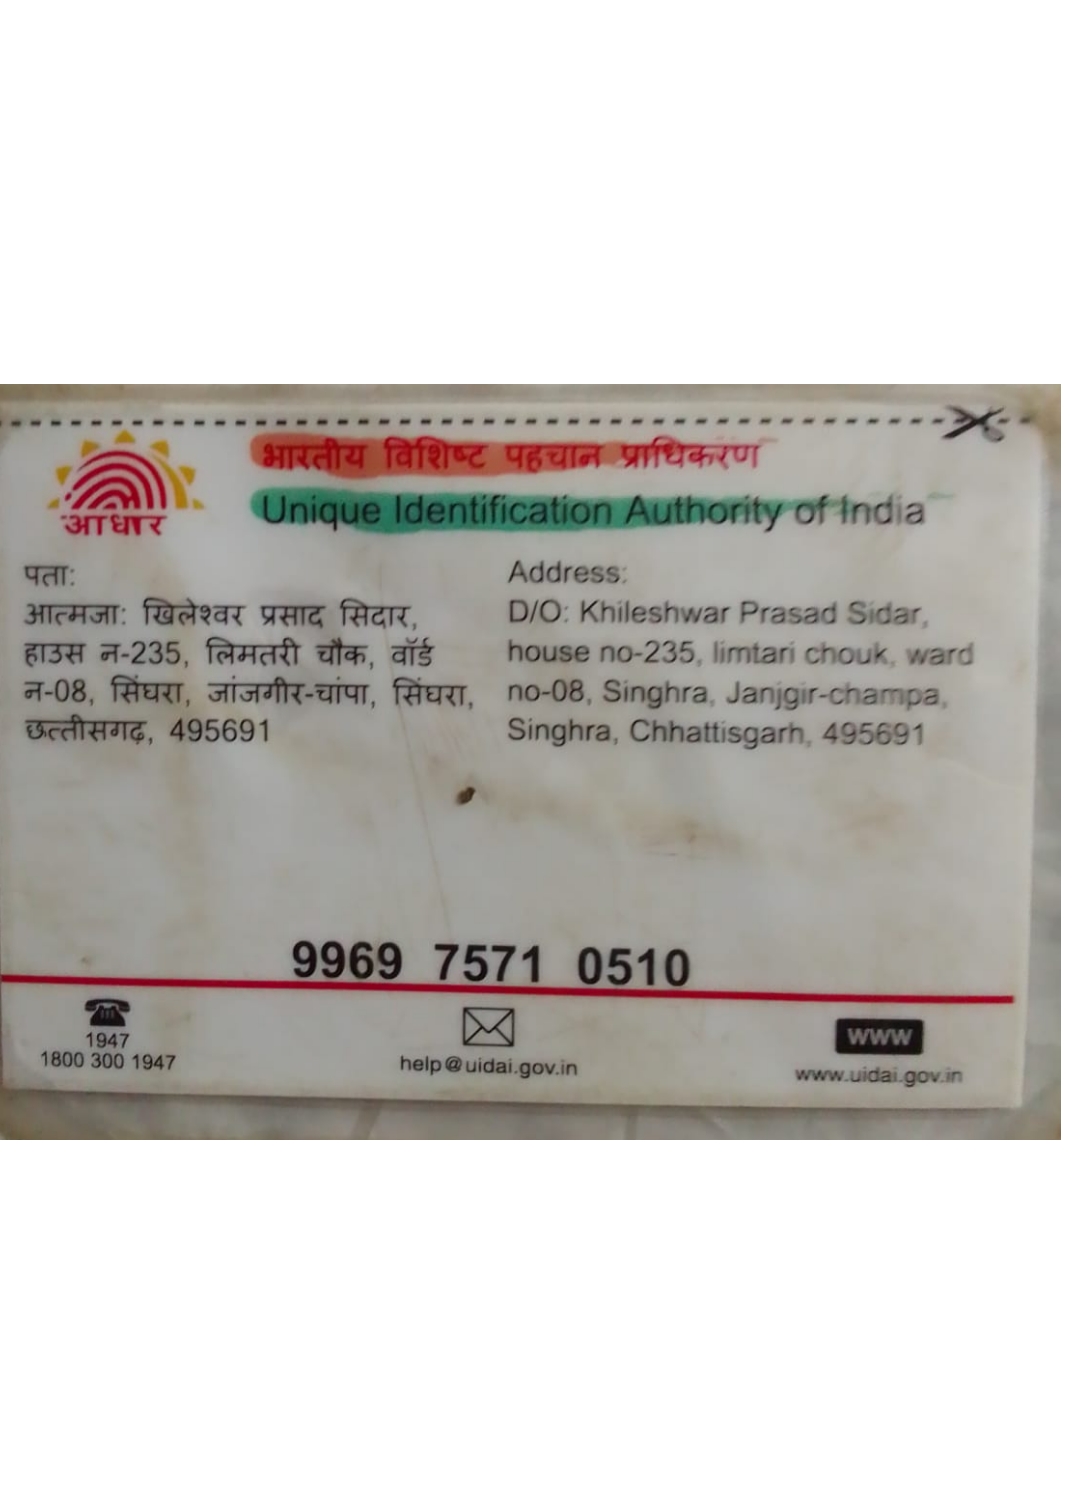 भारतीय विशिष्ट पहचान प्राधिकरण
Unique Identification Authority of India
आधार
पता:
आत्मजा: खिलेश्वर प्रसाद सिदार,
हाउस न-235, लिमतरी चौक, वॉर्ड
न-08, सिंघरा, जांजगीर-चांपा, सिंघरा,
छत्तीसगढ़, 495691
Address:
D/O: Khileshwar Prasad Sidar,
house no-235, limtari chouk, ward
no-08, Singhra, Janjgir-champa,
Singhra, Chhattisgarh, 495691
9969 7571 0510
1947
1800 300 1947
help@uidai.gov.in
www
www.uidai.gov.in